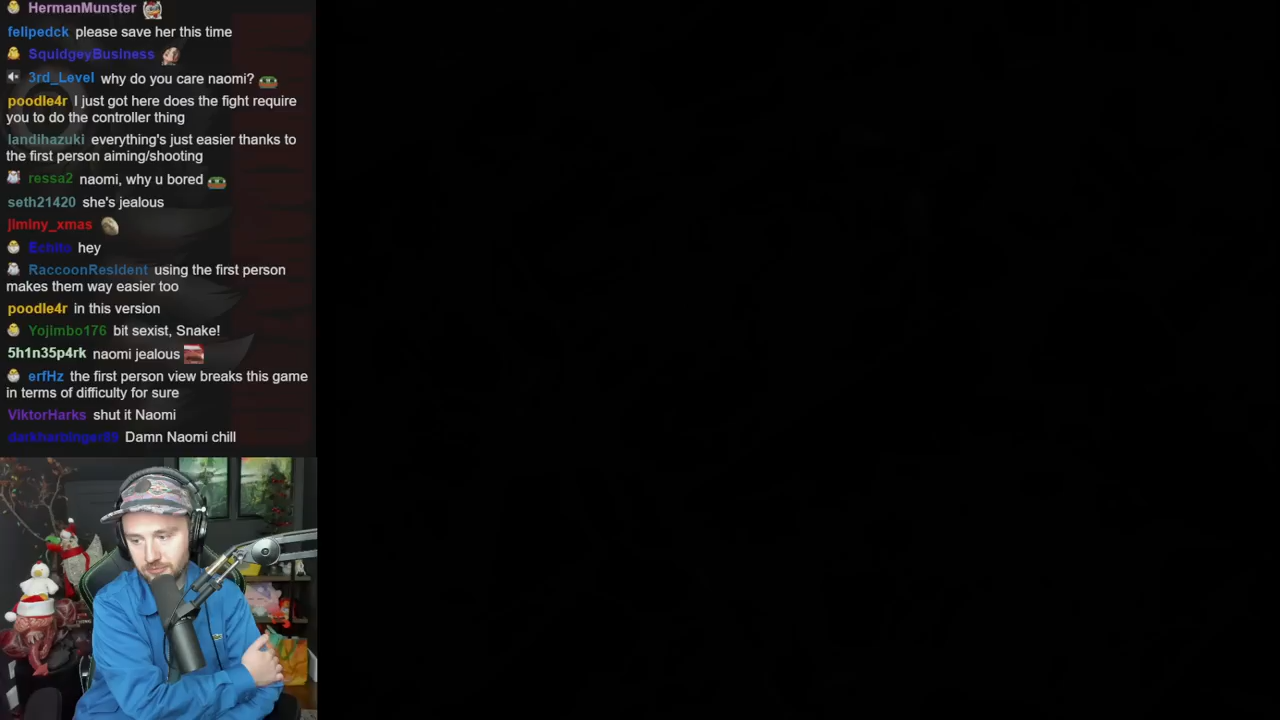 HermanMunster
felipedck please save her this time
SquidgeyBusiness
3rd_Level why do you care naomi?
poodle4r I just got here does the fight require
you to do the controller thing
landihazuki everything's just easier thanks to
the first person aiming/shooting
ressa2 naomi, why u bored
seth21420 she's jealous
jiminy_xmas
Echito hey
RaccoonResident using the first person
makes them way easier too
poodle4r in this version
Yojimbo176 bit sexist, Snake!
5h1n35p4rk naomi jealous
erfHz the first person view breaks this game
in terms of difficulty for sure
ViktorHarks shut it Naomi
Damn Naomi chill